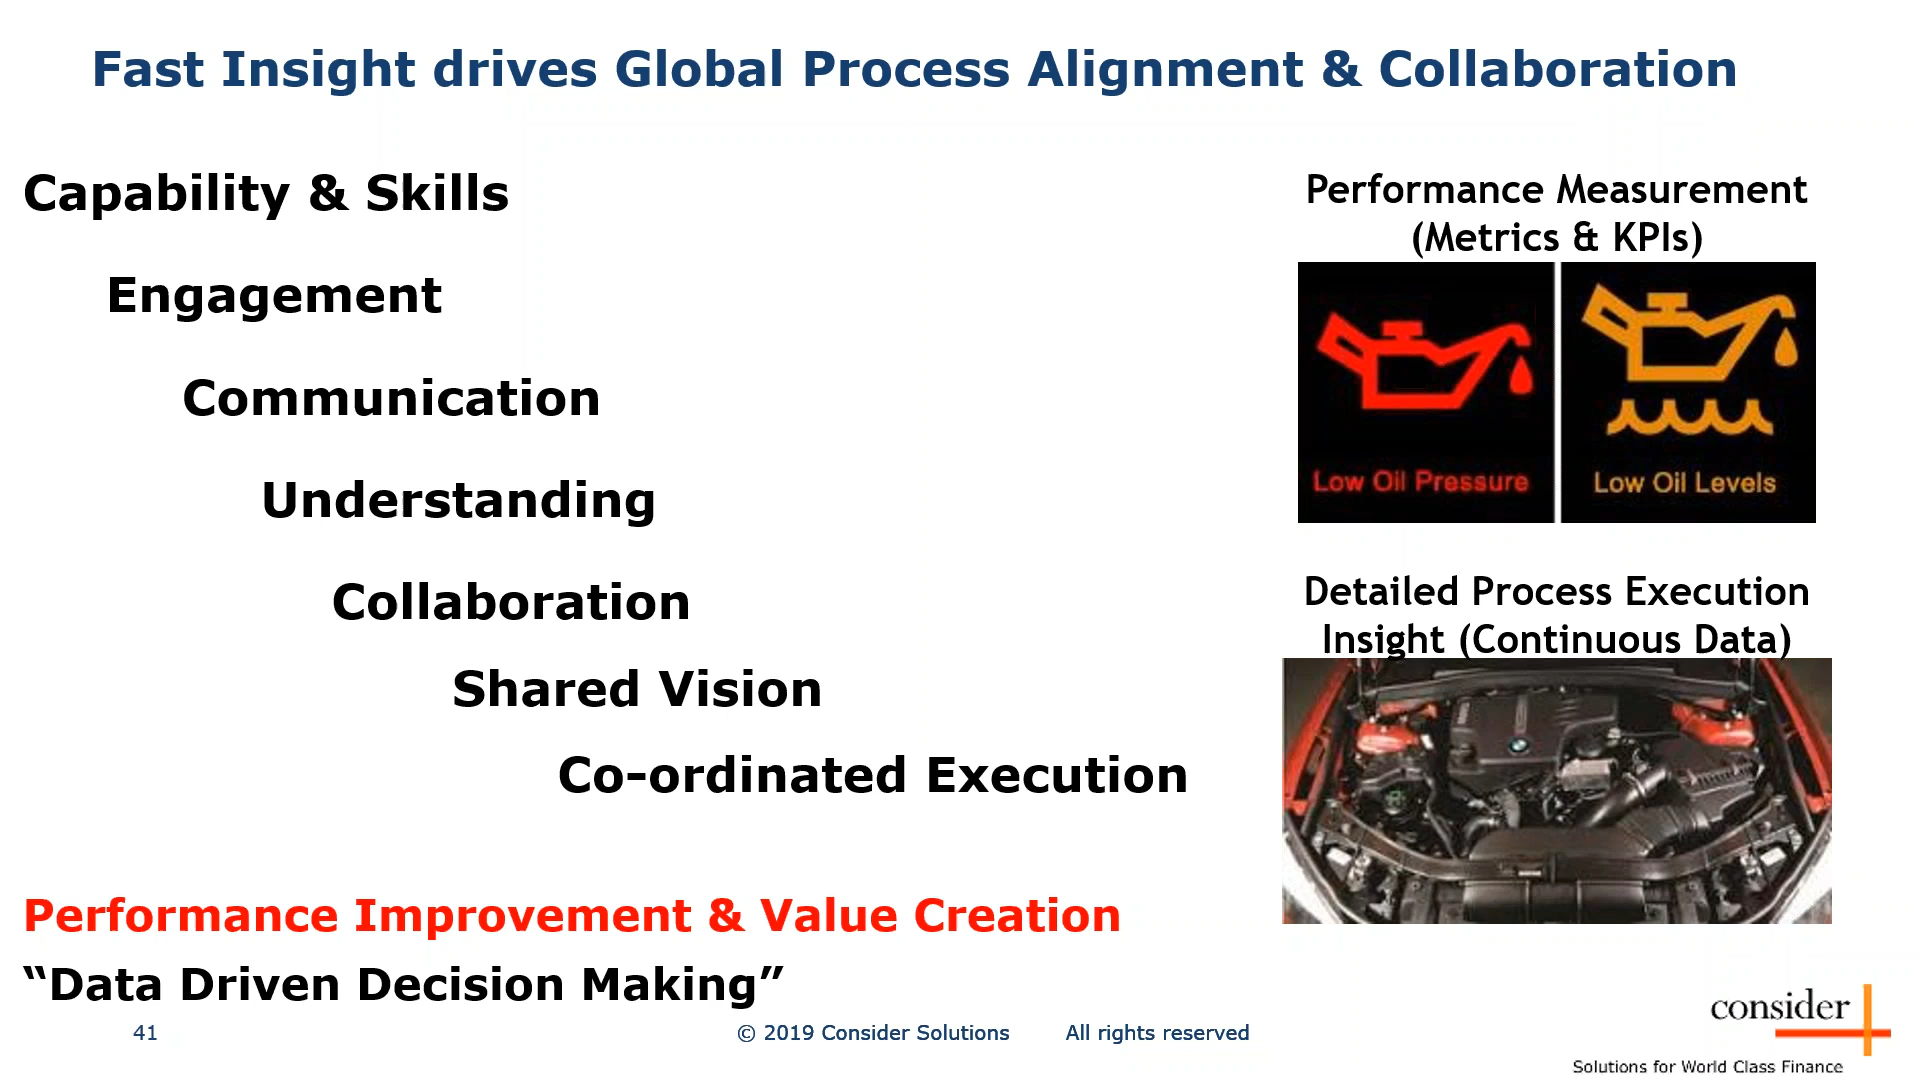 Fast Insight drives Global Process Alignment & Collaboration
Capability & Skills
Engagement
Communication
Understanding
Collaboration
Shared Vision
Co-ordinated Execution
Performance Improvement & Value Creation
“Data Driven Decision Making”
Performance Measurement
(Metrics & KPIs)
Low Oil Pressure
Low Oil Levels
Detailed Process Execution
Insight (Continuous Data)
41
© 2019 Consider Solutions All rights reserved
consider
Solutions for World Class Finance